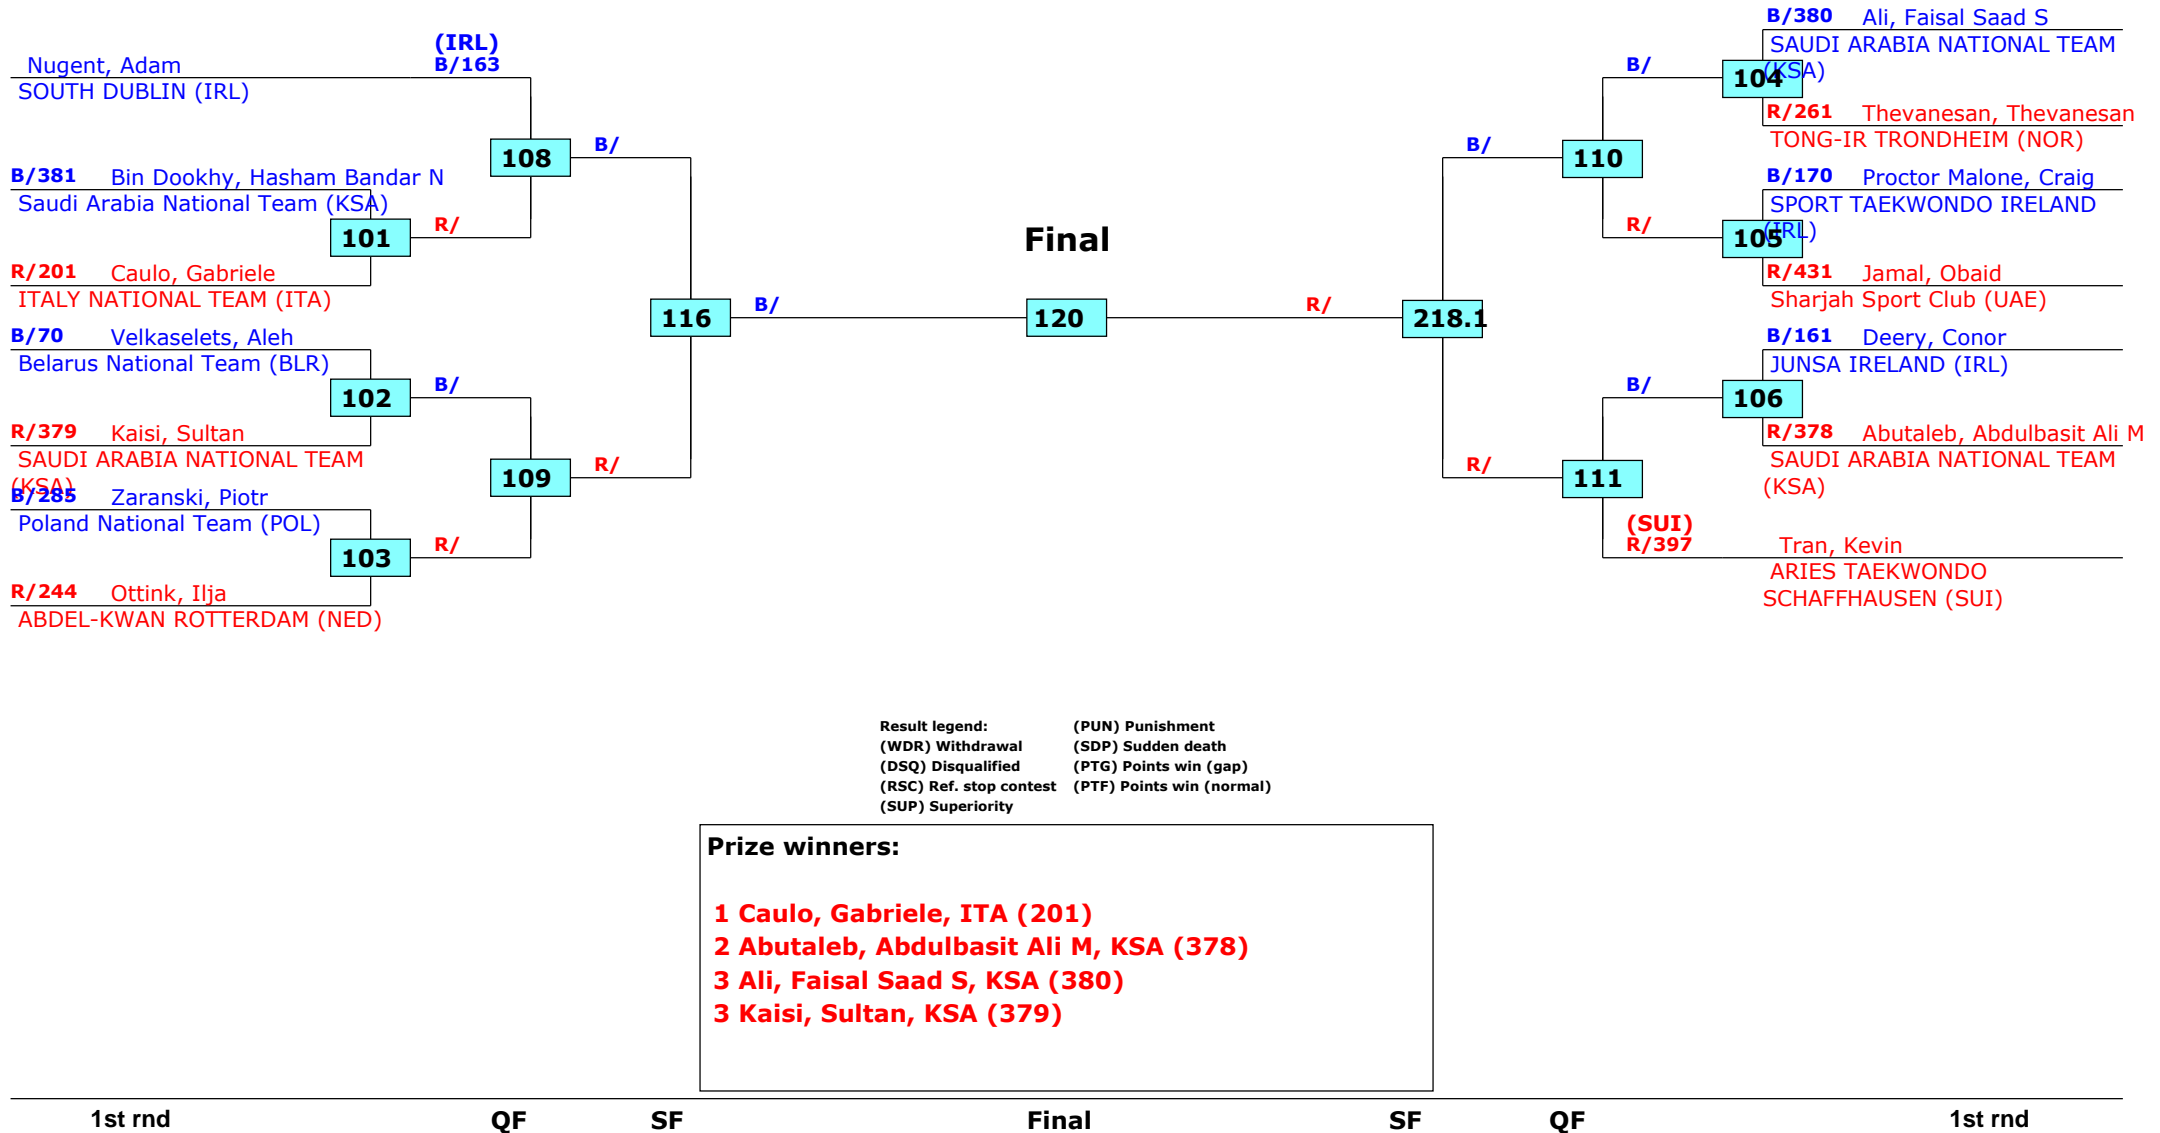 (IRL)
Nugent, Adam
B/163
SOUTH DUBLIN (IRL)
108
B/
B/381 Bin Dookhy, Hasham Bandar N
Saudi Arabia National Team (KSA)
101
R/
R/201 Caulo, Gabriele
ITALY NATIONAL TEAM (ITA)
116
B/
B/70 Velkaselets, Aleh
Belarus National Team (BLR)
102
B/
R/379 Kaisi, Sultan
SAUDI ARABIA NATIONAL TEAM
(KSA)
109
R/
B/285 Zaranski, Piotr
Poland National Team (POL)
103
R/
R/244 Ottink, Ilja
ABDEL-KWAN ROTTERDAM (NED)
Final
120
B/380 Ali, Faisal Saad S
SAUDI ARABIA NATIONAL TEAM
(KSA)
B/
104
R/261 Thevanesan, Thevanesan
TONG-IR TRONDHEIM (NOR)
B/
110
B/170 Proctor Malone, Craig
SPORT TAEKWONDO IRELAND
(IRL)
R/
105
R/431 Jamal, Obaid
Sharjah Sport Club (UAE)
R/
218.1
B/161 Deery, Conor
JUNSA IRELAND (IRL)
B/
106
R/378 Abutaleb, Abdulbasit Ali M
SAUDI ARABIA NATIONAL TEAM
(KSA)
R/
111
(SUI)
R/397
Tran, Kevin
ARIES TAEKWONDO
SCHAFFHAUSEN (SUI)
Result legend: (PUN) Punishment
(WDR) Withdrawal (SDP) Sudden death
(DSQ) Disqualified (PTG) Points win (gap)
(RSC) Ref. stop contest (PTF) Points win (normal)
(SUP) Superiority
Prize winners:
1 Caulo, Gabriele, ITA (201)
2 Abutaleb, Abdulbasit Ali M, KSA (378)
3 Ali, Faisal Saad S, KSA (380)
3 Kaisi, Sultan, KSA (379)
1st rnd QF SF Final SF QF 1st rnd